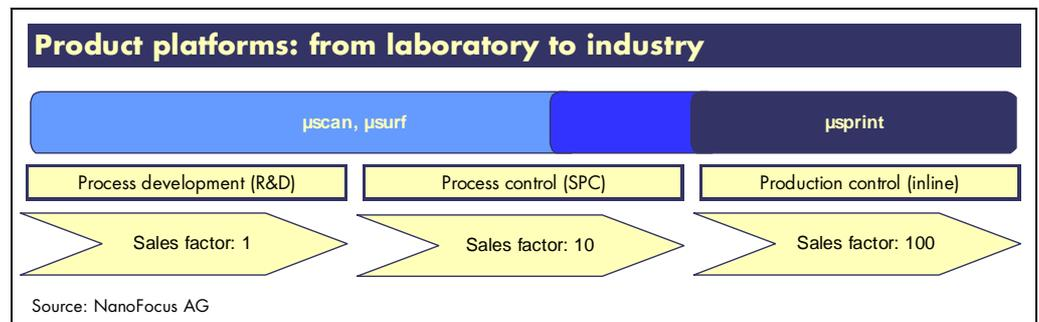 Product platforms: from laboratory to industry
µscan, µsurf
µsprint
Process development (R&D)
Process control (SPC)
Production control (inline)
Sales factor: 1
Sales factor: 10
Sales factor: 100
Source: NanoFocus AG